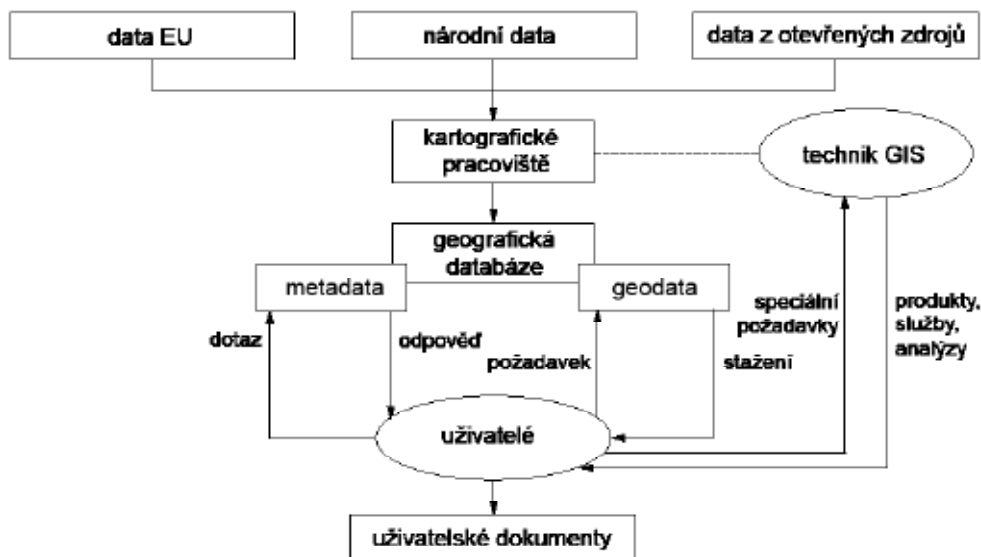 data EU
národní data
data z otevřených zdrojů
kartografické
pracoviště
technik GIS
geografická
databáze
metadata
geodata
dotaz
odpověď
požadavek
stažení
speciální
požadavky
produkty,
služby,
analýzy
uživatelé
uživatelské dokumenty